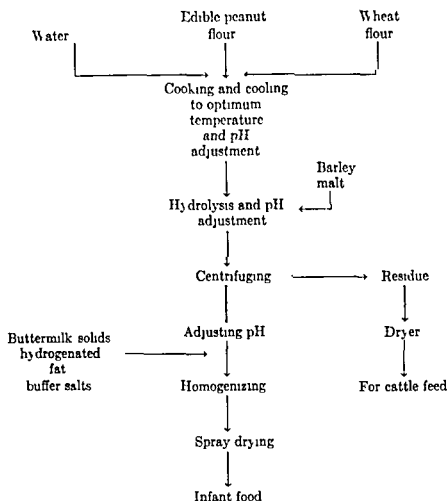 Edible peanut
flour
Water
Wheat
flour
Cooking and cooling
to optimum
temperature
and pH
adjustment
Barley
malt
Hydrolysis and pH
adjustment
Centrifuging
Residue
Adjusting pH
Dryer
Buttermilk solids
hydrogenated
fat
buffer salts
Homogenizing
For cattle feed
Spray drying
Infant food